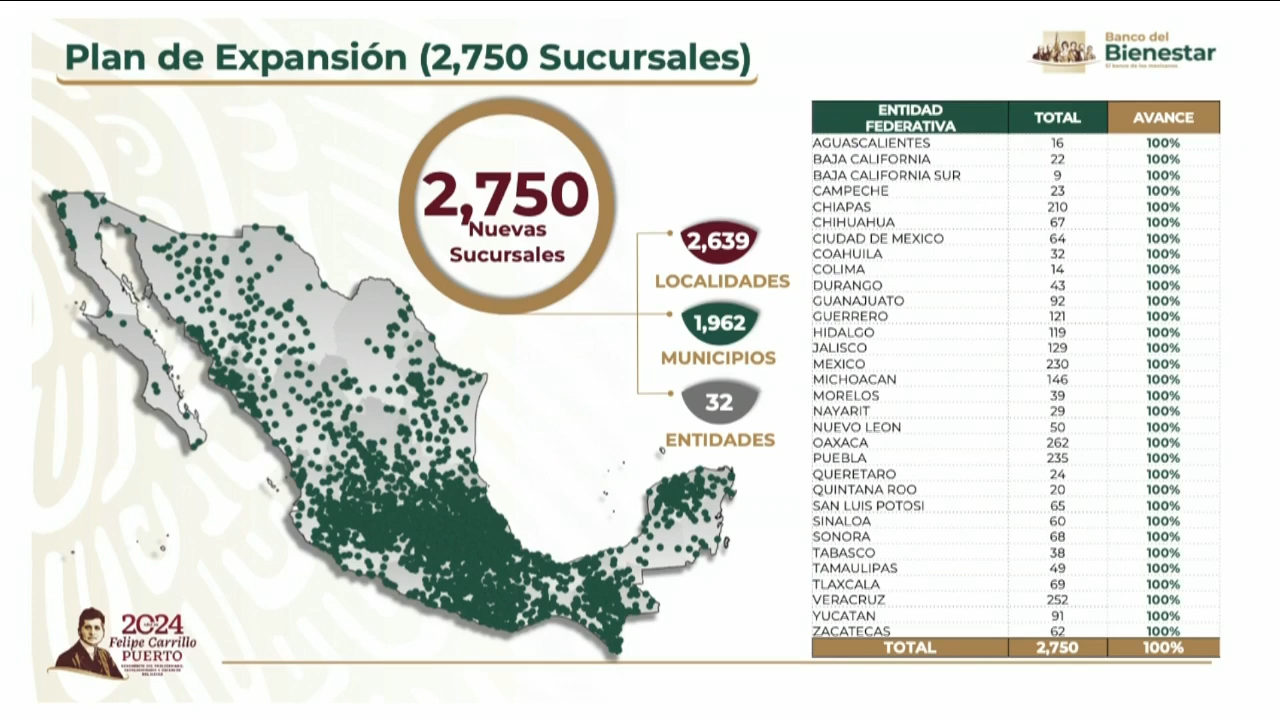 Plan de Expansión (2,750 Sucursales)
Banco del
Bienestar
El banco de los mexicanos
2,750
Nuevas
Sucursales
2,639
LOCALIDADES
1,962
MUNICIPIOS
32
ENTIDADES
ENTIDAD FEDERATIVA TOTAL AVANCE
AGUASCALIENTES 16 100%
BAJA CALIFORNIA 22 100%
BAJA CALIFORNIA SUR 9 100%
CAMPECHE 23 100%
CHIAPAS 210 100%
CHIHUAHUA 67 100%
CIUDAD DE MEXICO 64 100%
COAHUILA 32 100%
COLIMA 14 100%
DURANGO 43 100%
GUANAJUATO 92 100%
GUERRERO 121 100%
HIDALGO 119 100%
JALISCO 129 100%
MEXICO 230 100%
MICHOACAN 146 100%
MORELOS 39 100%
NAYARIT 29 100%
NUEVO LEON 50 100%
OAXACA 262 100%
PUEBLA 235 100%
QUERETARO 24 100%
QUINTANA ROO 20 100%
SAN LUIS POTOSI 65 100%
SINALOA 60 100%
SONORA 68 100%
TABASCO 38 100%
TAMAULIPAS 49 100%
TLAXCALA 69 100%
VERACRUZ 252 100%
YUCATAN 91 100%
ZACATECAS 62 100%
TOTAL 2,750 100%
2024
Felipe Carrillo
PUERTO